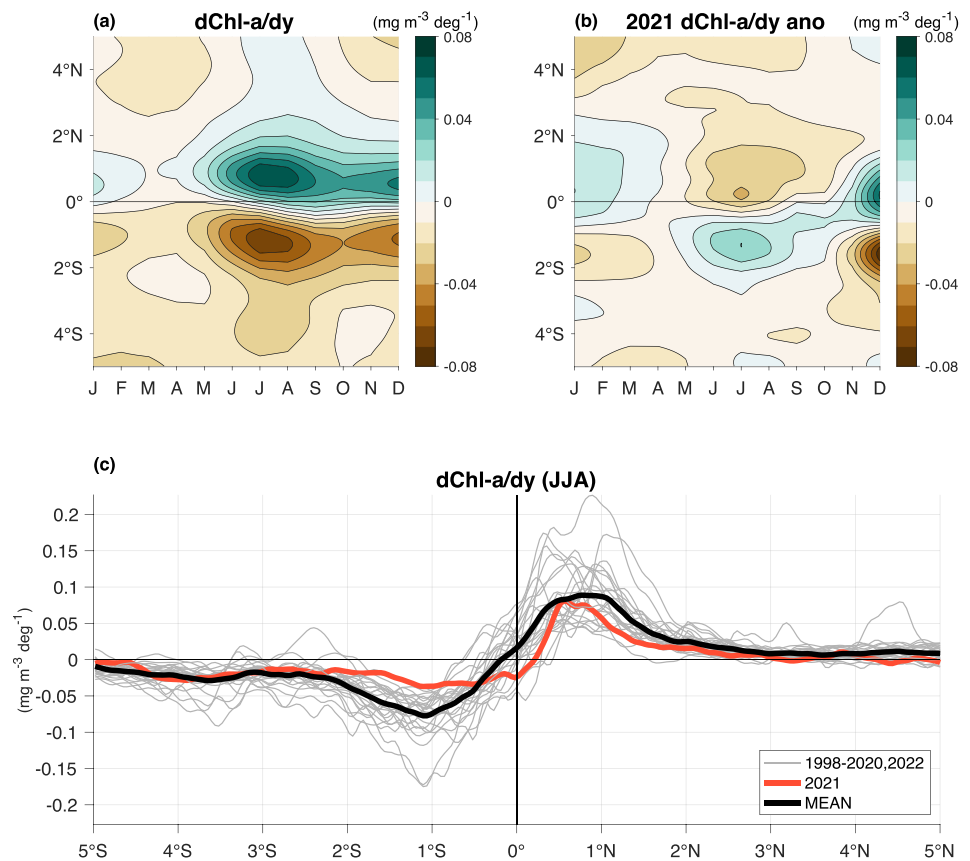 (a) dChl-a/dy (mg m-3 deg-1)
0.08
0.04
0
-0.04
-0.08
4°N
2°N
0°
2°S
4°S
J F M A M J J A S O N D
(b) 2021 dChl-a/dy ano (mg m-3 deg-1)
0.08
0.04
0
-0.04
-0.08
4°N
2°N
0°
2°S
4°S
J F M A M J J A S O N D
(c)
dChl-a/dy (JJA)
(mg m-3 deg-1)
0.2
0.15
0.1
0.05
0
-0.05
-0.1
-0.15
-0.2
1998-2020,2022
2021
MEAN
5°S 4°S 3°S 2°S 1°S 0° 1°N 2°N 3°N 4°N 5°N